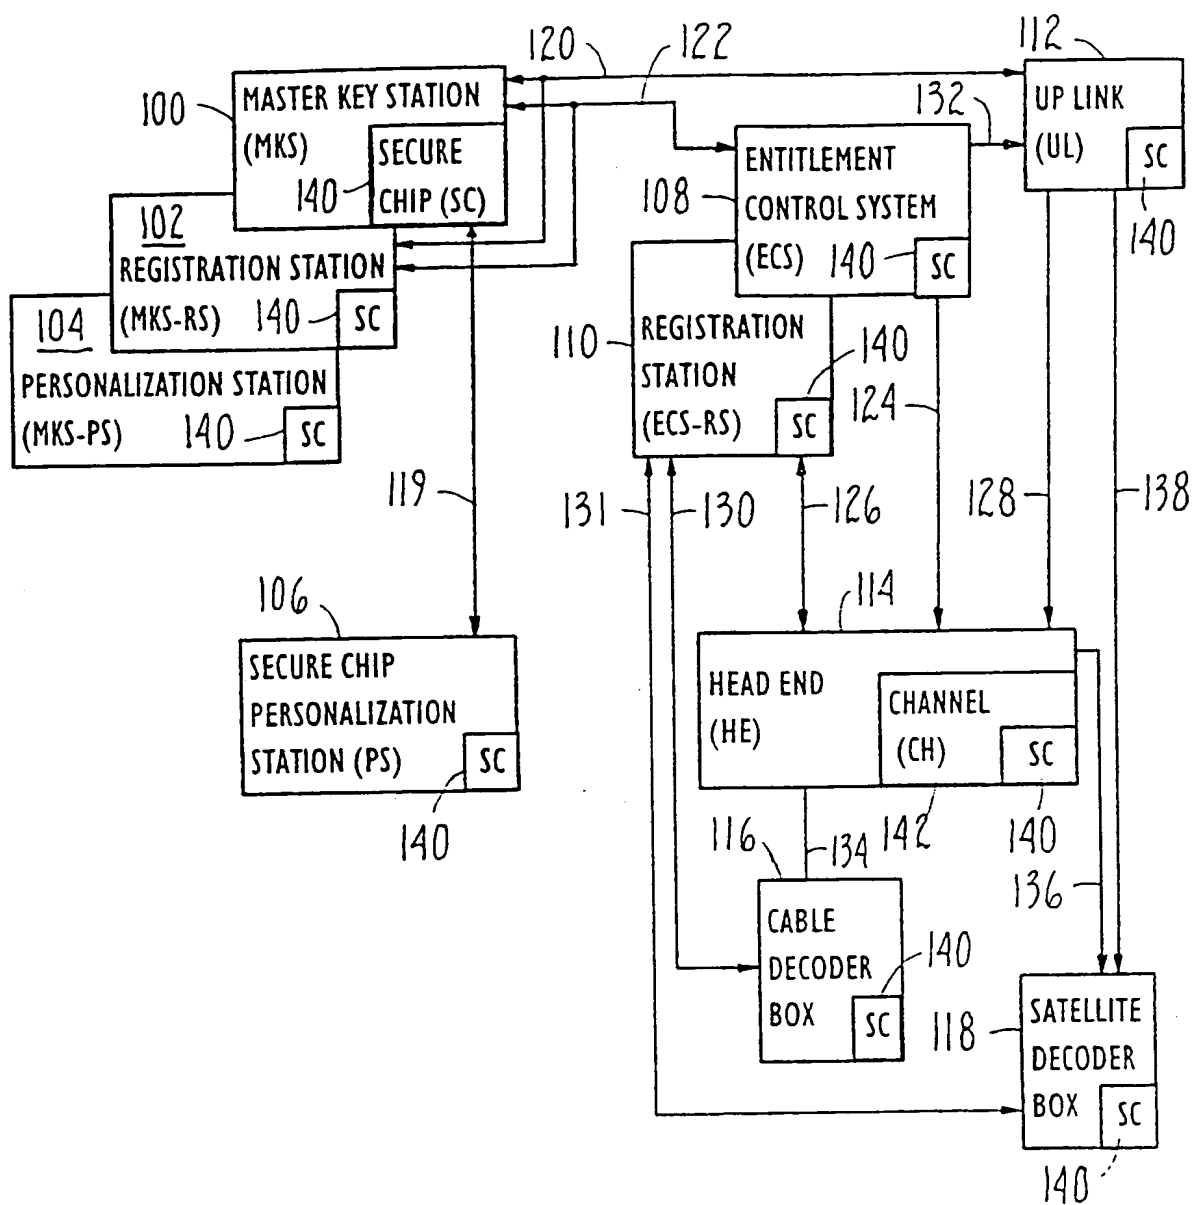 120
122
112
100
MASTER KEY STATION
(MKS)
SECURE
CHIP (SC)
140
132
UP LINK
(UL)
SC
140
108
ENTITLEMENT
CONTROL SYSTEM
(ECS)
140
SC
102
REGISTRATION STATION
(MKS-RS)
140
SC
104
PERSONALIZATION STATION
(MKS-PS)
140
SC
110
REGISTRATION
STATION
(ECS-RS)
SC
140
124
119
131
130
126
128
138
106
SECURE CHIP
PERSONALIZATION
STATION (PS)
SC
140
114
HEAD END
(HE)
CHANNEL
(CH)
SC
142
140
116
134
136
CABLE
DECODER
BOX
140
SC
118
SATELLITE
DECODER
BOX
SC
140